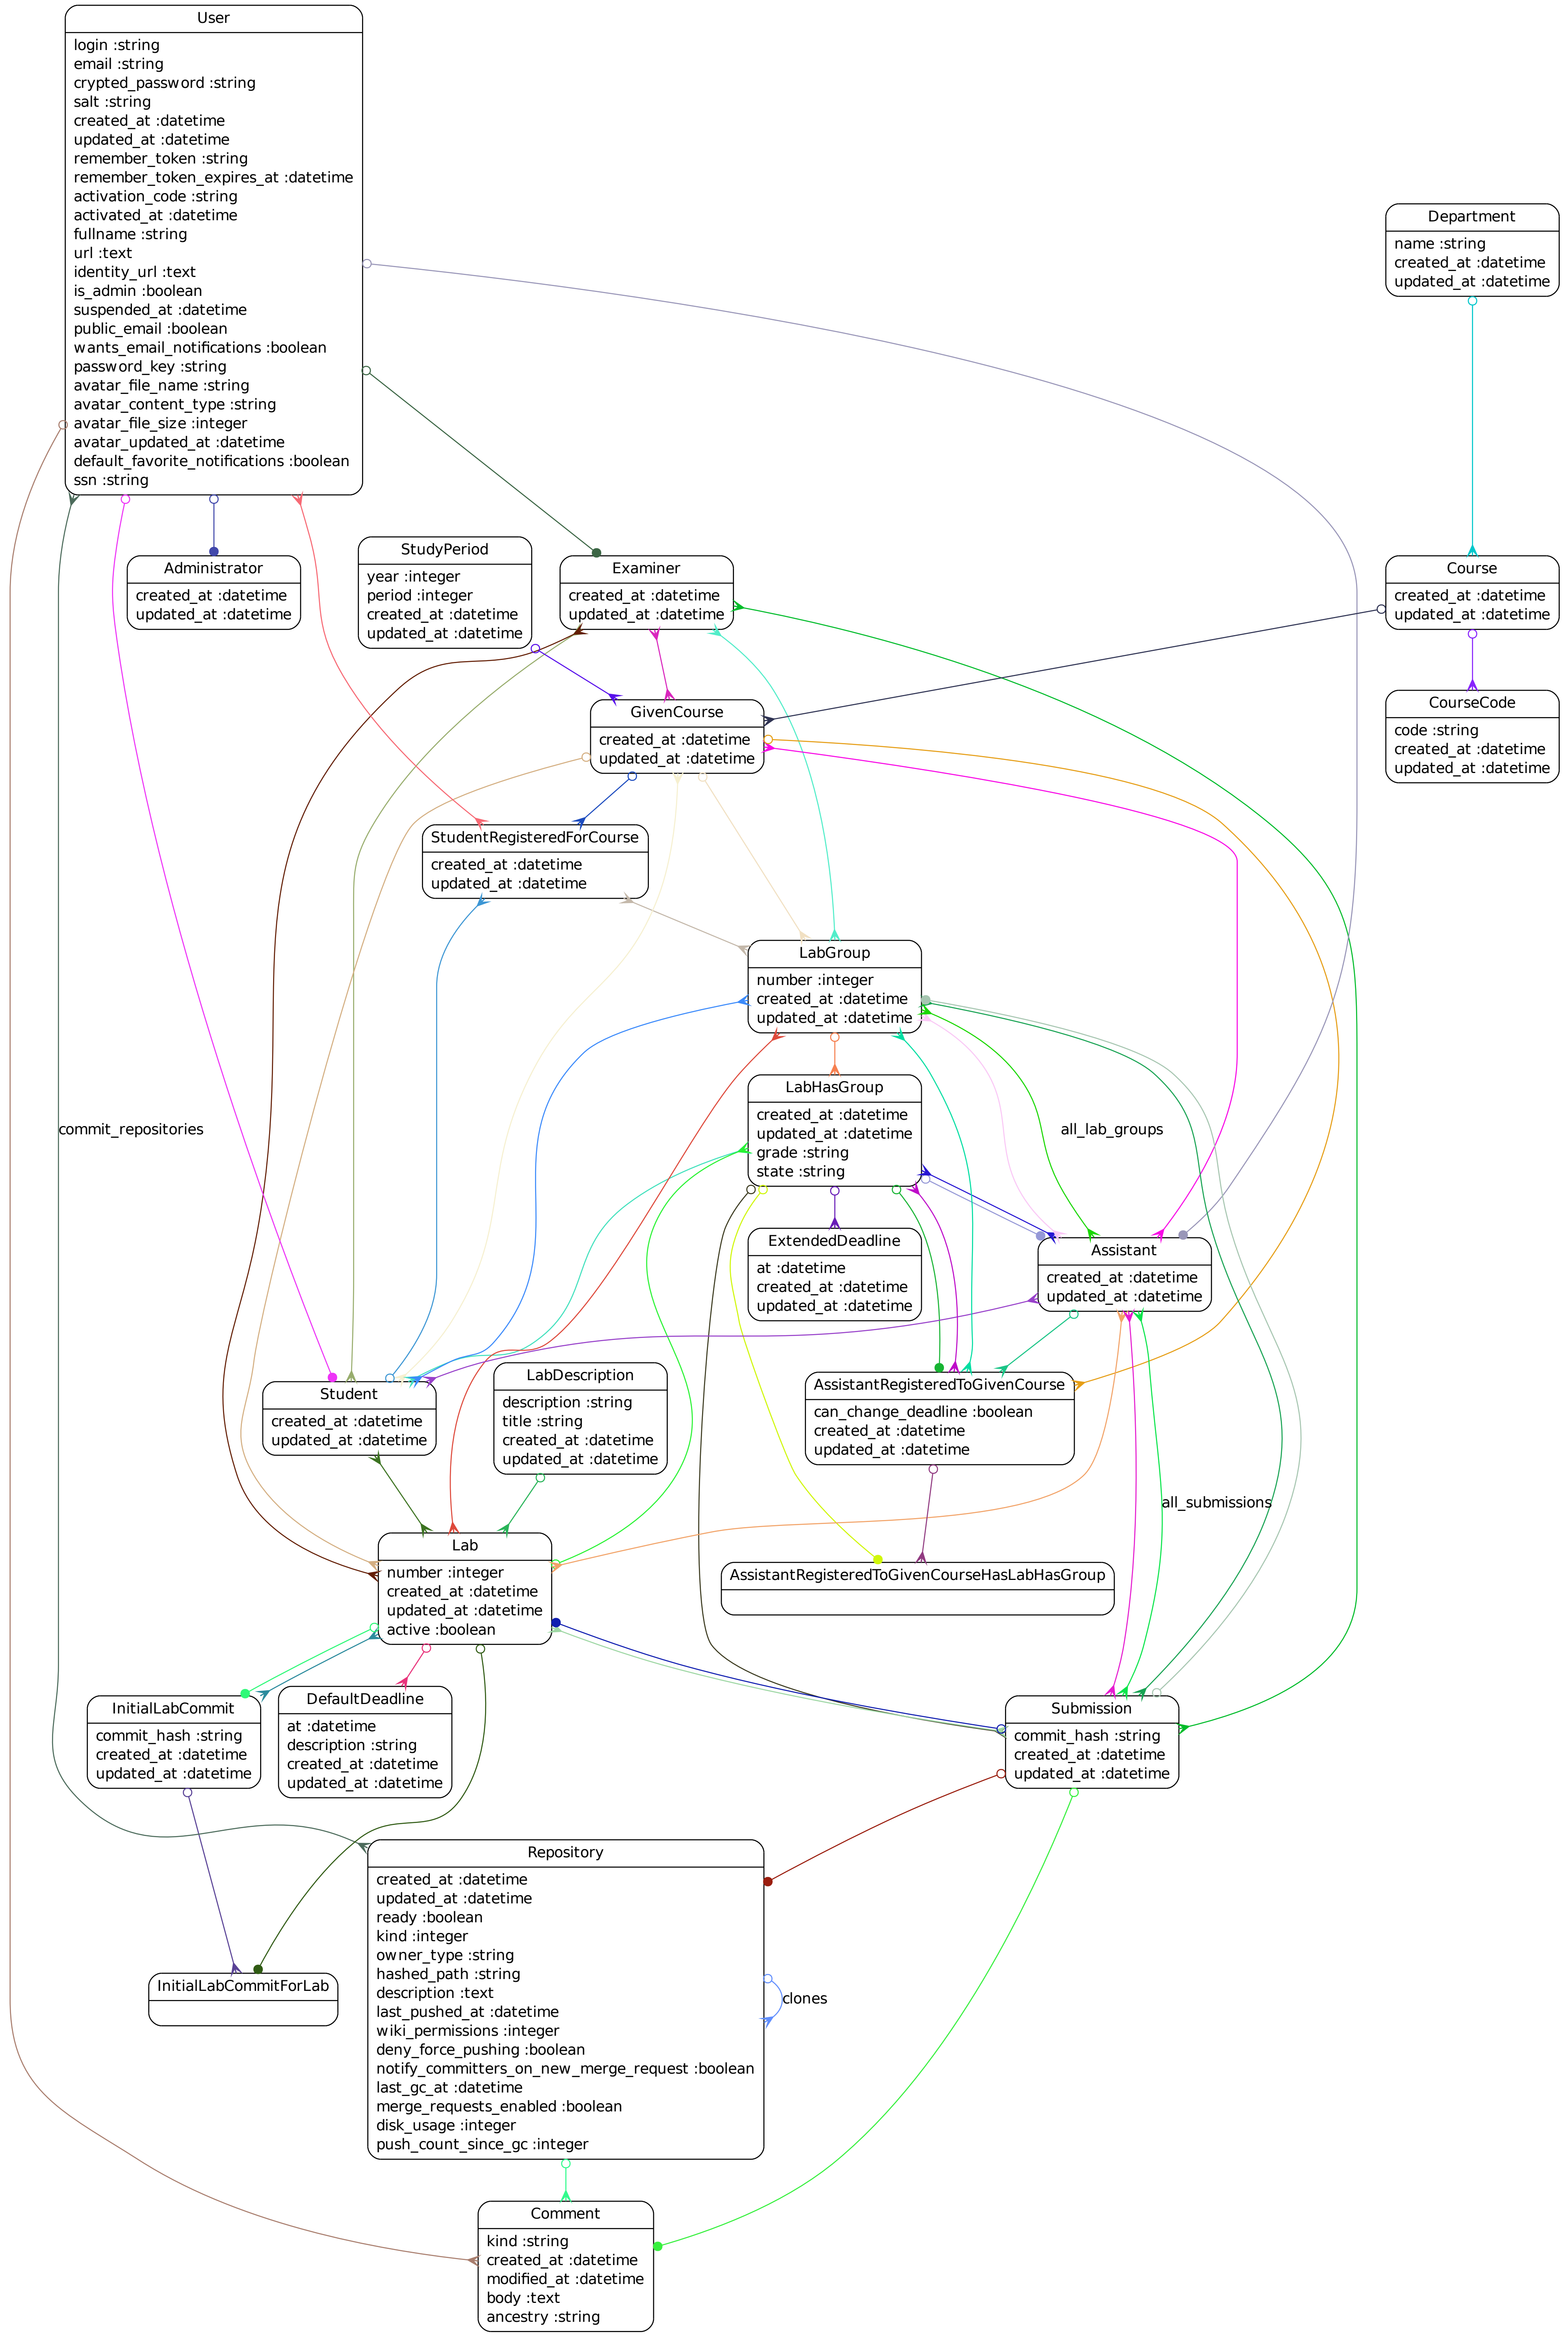 User
login :string
email :string
crypted_password :string
salt :string
created_at :datetime
updated_at :datetime
remember_token :string
remember_token_expires_at :datetime
activation_code :string
activated_at :datetime
fullname :string
url :text
identity_url :text
is_admin :boolean
suspended_at :datetime
public_email :boolean
wants_email_notifications :boolean
password_key :string
avatar_file_name :string
avatar_content_type :string
avatar_file_size :integer
avatar_updated_at :datetime
default_favorite_notifications :boolean
ssn :string
Department
name :string
created_at :datetime
updated_at :datetime
Administrator
created_at :datetime
updated_at :datetime
StudyPeriod
year :integer
period :integer
created_at :datetime
updated_at :datetime
Examiner
created_at :datetime
updated_at :datetime
Course
created_at :datetime
updated_at :datetime
GivenCourse
created_at :datetime
updated_at :datetime
CourseCode
code :string
created_at :datetime
updated_at :datetime
StudentRegisteredForCourse
created_at :datetime
updated_at :datetime
LabGroup
number :integer
created_at :datetime
updated_at :datetime
LabHasGroup
created_at :datetime
updated_at :datetime
grade :string
state :string
commit_repositories
all_lab_groups
ExtendedDeadline
at :datetime
created_at :datetime
updated_at :datetime
Assistant
created_at :datetime
updated_at :datetime
Student
created_at :datetime
updated_at :datetime
LabDescription
description :string
title :string
created_at :datetime
updated_at :datetime
AssistantRegisteredToGivenCourse
can_change_deadline :boolean
created_at :datetime
updated_at :datetime
all_submissions
Lab
number :integer
created_at :datetime
updated_at :datetime
active :boolean
AssistantRegisteredToGivenCourseHasLabHasGroup
InitialLabCommit
commit_hash :string
created_at :datetime
updated_at :datetime
DefaultDeadline
at :datetime
description :string
created_at :datetime
updated_at :datetime
Submission
commit_hash :string
created_at :datetime
updated_at :datetime
InitialLabCommitForLab
Repository
created_at :datetime
updated_at :datetime
ready :boolean
kind :integer
owner_type :string
hashed_path :string
description :text
last_pushed_at :datetime
wiki_permissions :integer
deny_force_pushing :boolean
notify_committers_on_new_merge_request :boolean
last_gc_at :datetime
merge_requests_enabled :boolean
disk_usage :integer
push_count_since_gc :integer
clones
Comment
kind :string
created_at :datetime
modified_at :datetime
body :text
ancestry :string